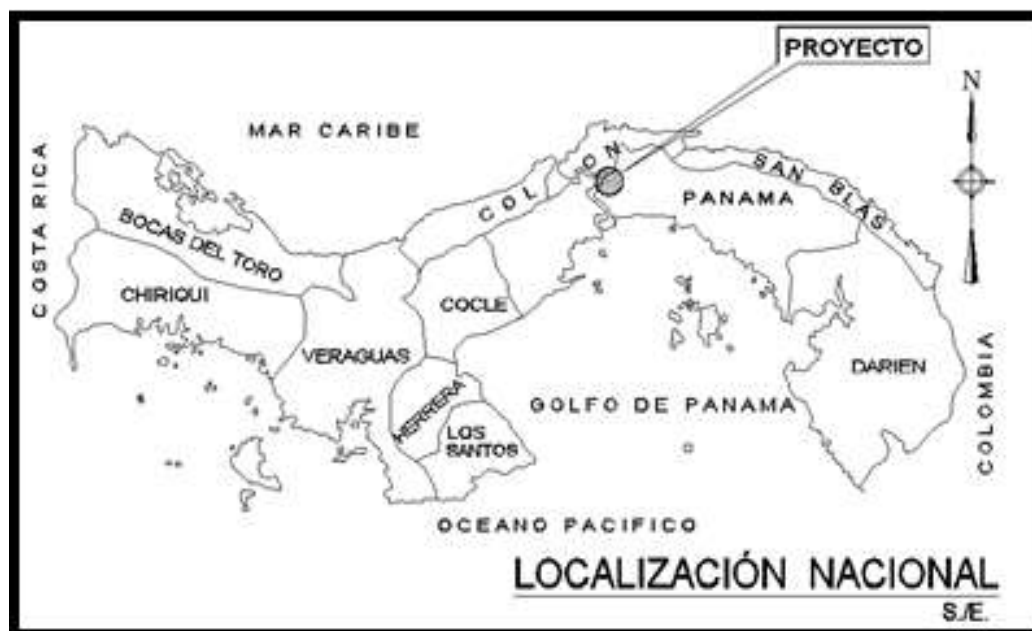 PROYECTO
N
MAR CARIBE
COLON
SAN BLAS
PANAMA
COSTA RICA
BOCAS DEL TORO
CHIRIQUI
COCLE
VERAGUAS
DARIEN
HERRERA
GOLFO DE PANAMA
LOS
SANTOS
COLOMBIA
OCEANO PACIFICO
LOCALIZACIÓN NACIONAL
S./E.